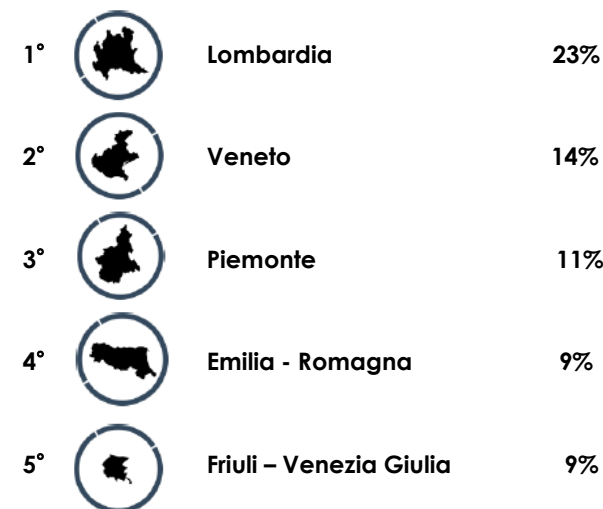 1° Lombardia 23%
2° Veneto 14%
3° Piemonte 11%
4° Emilia - Romagna 9%
5° Friuli – Venezia Giulia 9%